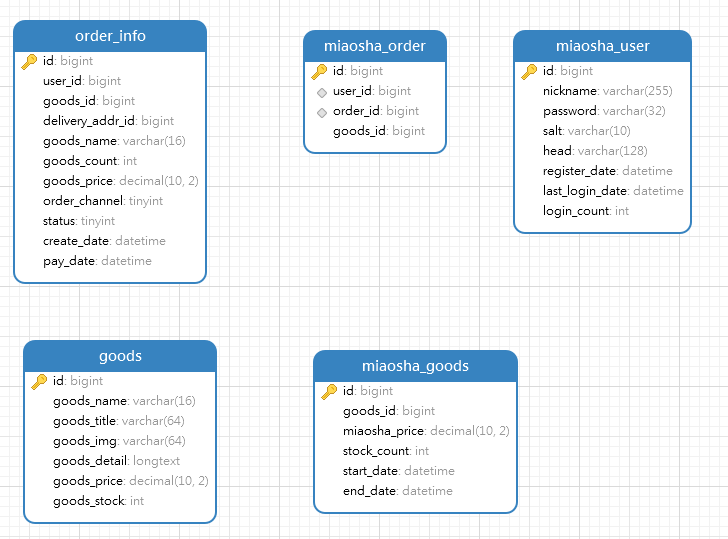 order_info
id: bigint
user_id: bigint
goods_id: bigint
delivery_addr_id: bigint
goods_name: varchar(16)
goods_count: int
goods_price: decimal(10, 2)
order_channel: tinyint
status: tinyint
create_date: datetime
pay_date: datetime
miaosha_order
id: bigint
user_id: bigint
order_id: bigint
goods_id: bigint
miaosha_user
id: bigint
nickname: varchar(255)
password: varchar(32)
salt: varchar(10)
head: varchar(128)
register_date: datetime
last_login_date: datetime
login_count: int
goods
id: bigint
goods_name: varchar(16)
goods_title: varchar(64)
goods_img: varchar(64)
goods_detail: longtext
goods_price: decimal(10, 2)
goods_stock: int
miaosha_goods
id: bigint
goods_id: bigint
miaosha_price: decimal(10, 2)
stock_count: int
start_date: datetime
end_date: datetime